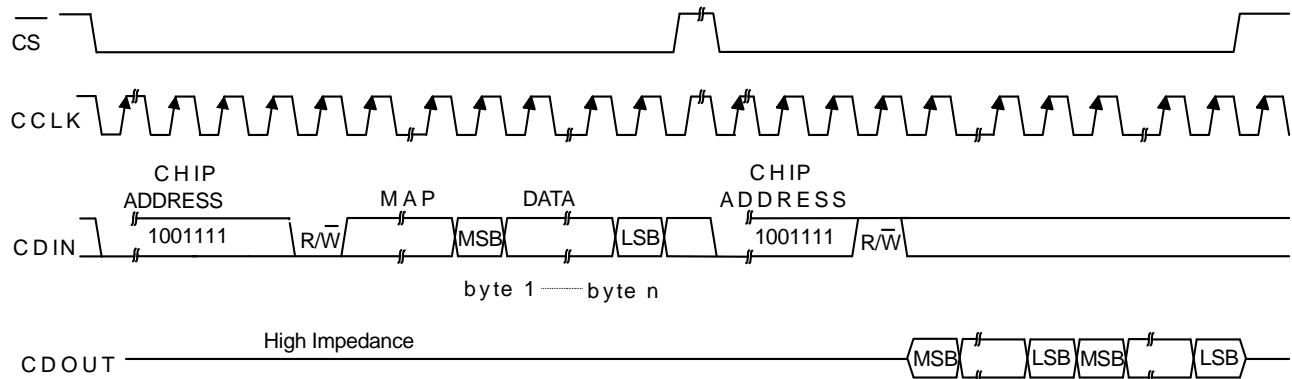 CS
CCLK
CHIP
ADDRESS
MAP
DATA
CHIP
ADDRESS
CDIN
1001111
R/W
MSB
LSB
1001111
R/W
byte 1
byte n
High Impedance
CDOUT
MSB
LSB
MSB
LSB